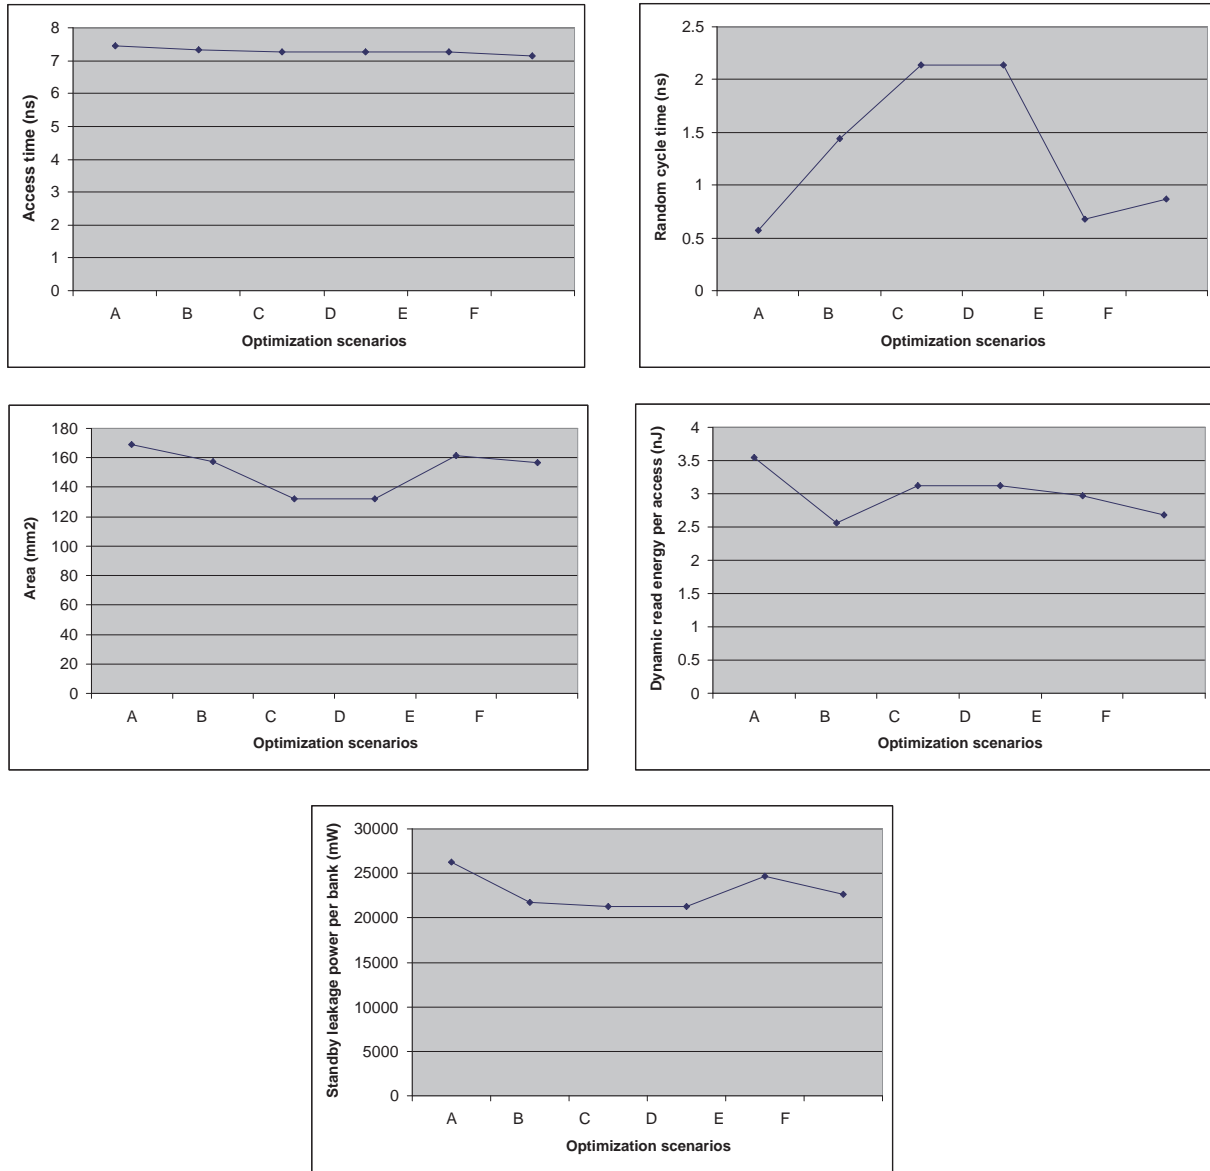 Access time (ns)
8
7
6
5
4
3
2
1
0
A B C D E F
Optimization scenarios
Random cycle time (ns)
2.5
2
1.5
1
0.5
0
A B C D E F
Optimization scenarios
Area (mm2)
180
160
140
120
100
80
60
40
20
0
A B C D E F
Optimization scenarios
Dynamic read energy per access (nJ)
4
3.5
3
2.5
2
1.5
1
0.5
0
A B C D E F
Optimization scenarios
Standby leakage power per bank (mW)
30000
25000
20000
15000
10000
5000
0
A B C D E F
Optimization scenarios